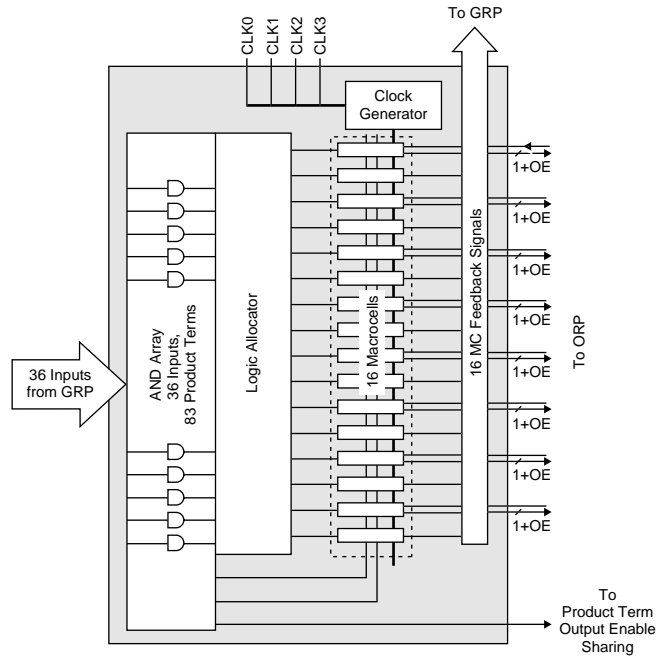 To GRP
CLK0
CLK1
CLK2
CLK3
Clock
Generator
1+OE
1+OE
1+OE
1+OE
1+OE
1+OE
1+OE
1+OE
36 Inputs
from GRP
AND Array
36 Inputs,
83 Product Terms
Logic Allocator
16 Macrocells
16 MC Feedback Signals
To ORP
To
Product Term
Output Enable
Sharing